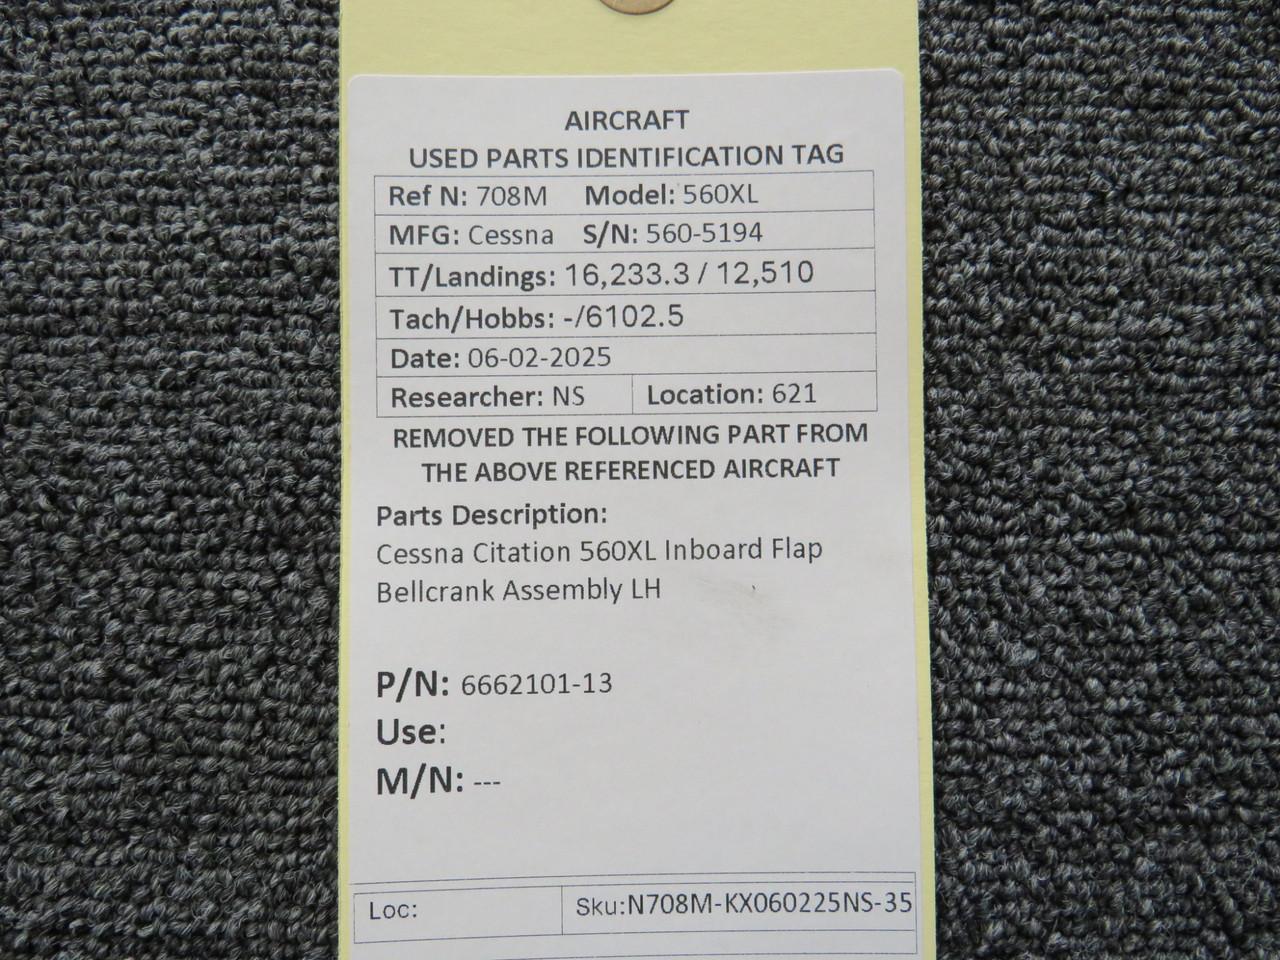 AIRCRAFT
USED PARTS IDENTIFICATION TAG
Ref N: 708M Model: 560XL
MFG: Cessna S/N: 560-5194
TT/Landings: 16,233.3 / 12,510
Tach/Hobbs: -/6102.5
Date: 06-02-2025
Researcher: NS Location: 621
REMOVED THE FOLLOWING PART FROM
THE ABOVE REFERENCED AIRCRAFT
Parts Description:
Cessna Citation 560XL Inboard Flap
Bellcrank Assembly LH
P/N: 6662101-13
Use:
M/N: ---
Loc: Sku:N708M-KX060225NS-35